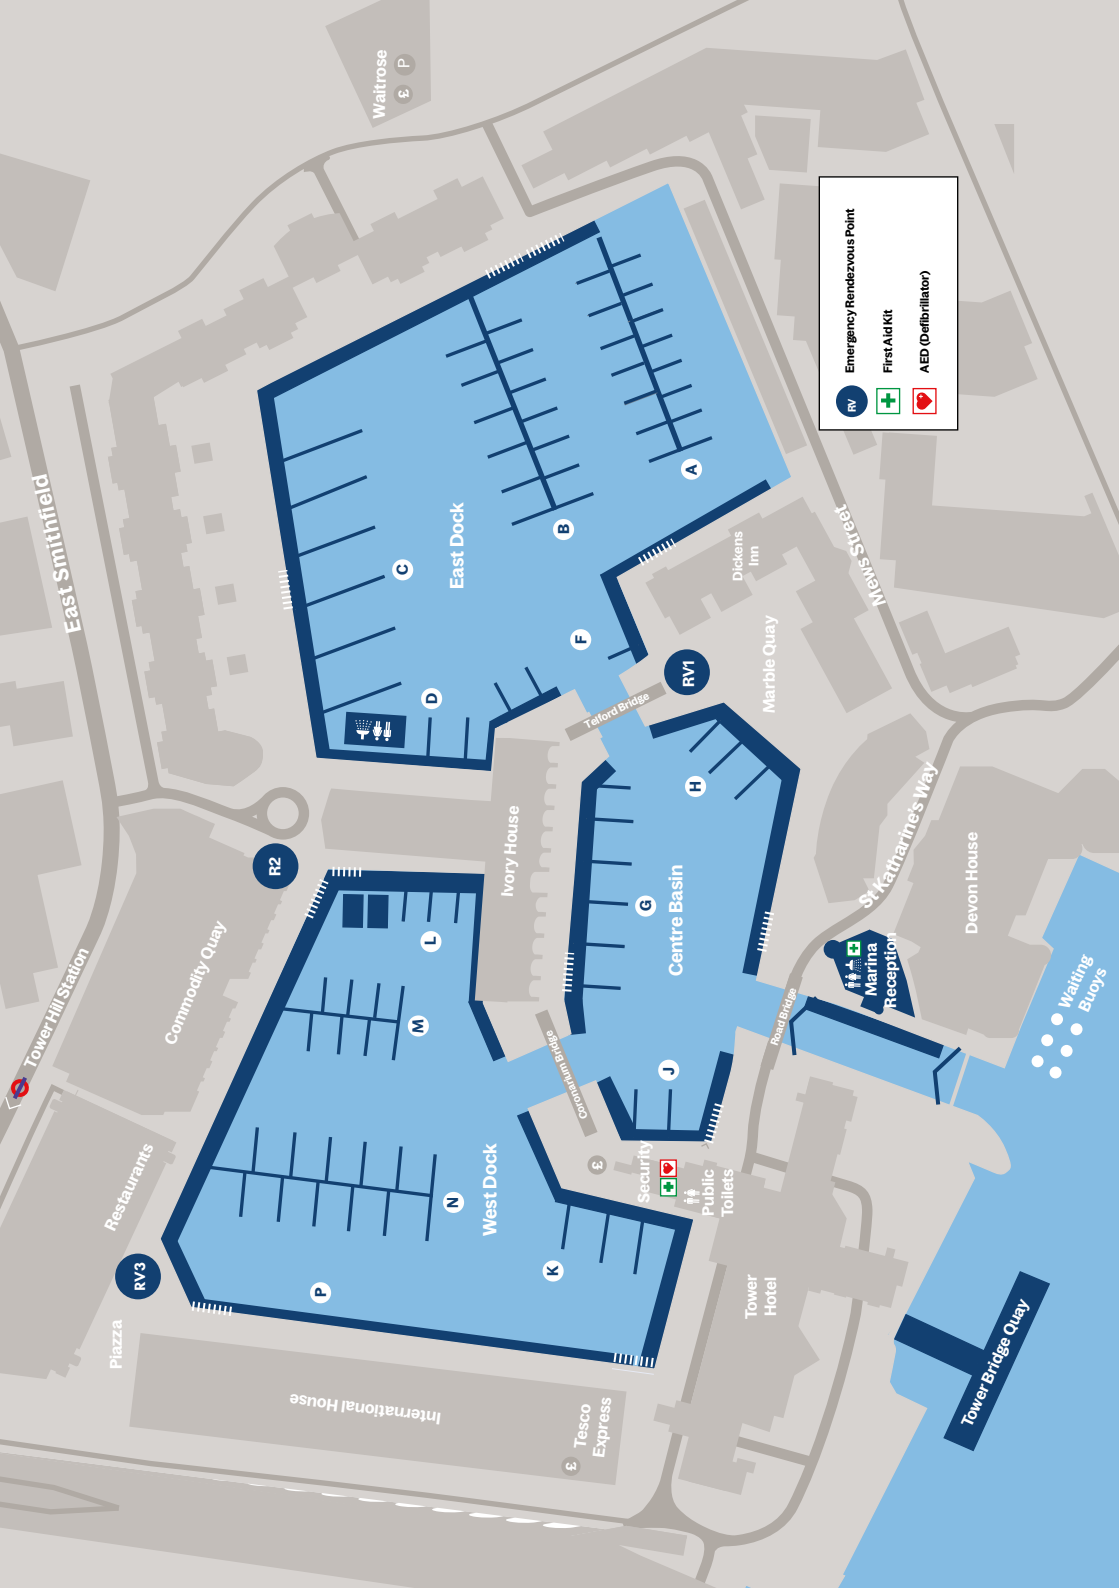 Waitrose
£
P
East Smithfield
Tower Hill Station
East Dock
A
B
C
D
F
Dickens
Inn
Mews Street
Marble Quay
RV1
Telford Bridge
Ivory House
H
G
Centre Basin
J
St Katharine's Way
Devon House
Marina
Reception
Waiting
Buoys
Road Bridge
Coronarium Bridge
R2
Commodity Quay
L
M
N
West Dock
K
P
Restaurants
RV3
Piazza
International House
Tesco
Express
£
£
Security
Public
Toilets
Tower
Hotel
Tower Bridge Quay
RV
Emergency Rendezvous Point
First Aid Kit
AED (Defibrillator)